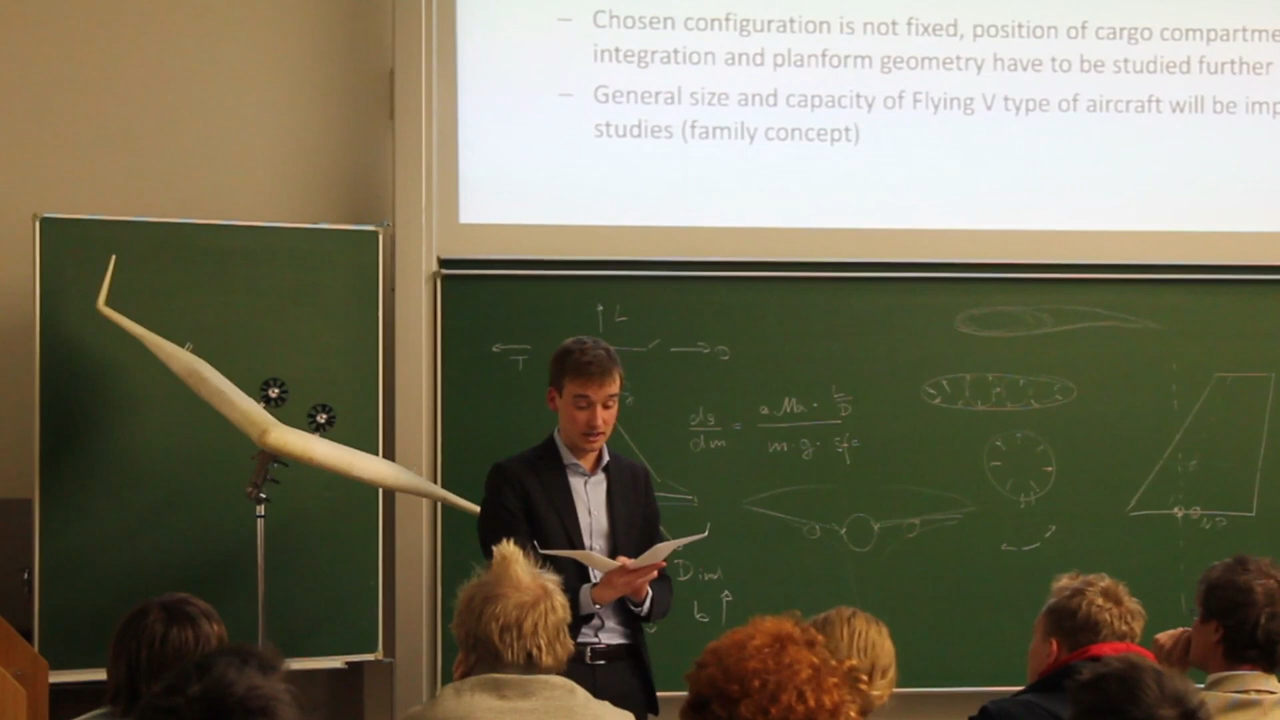 – Chosen configuration is not fixed, position of cargo compartme
integration and planform geometry have to be studied further
– General size and capacity of Flying V type of aircraft will be imp
studies (family concept)
L
T
D
ds/dm = a Ma · L/D / m · g · sfc
D ind
b ↑